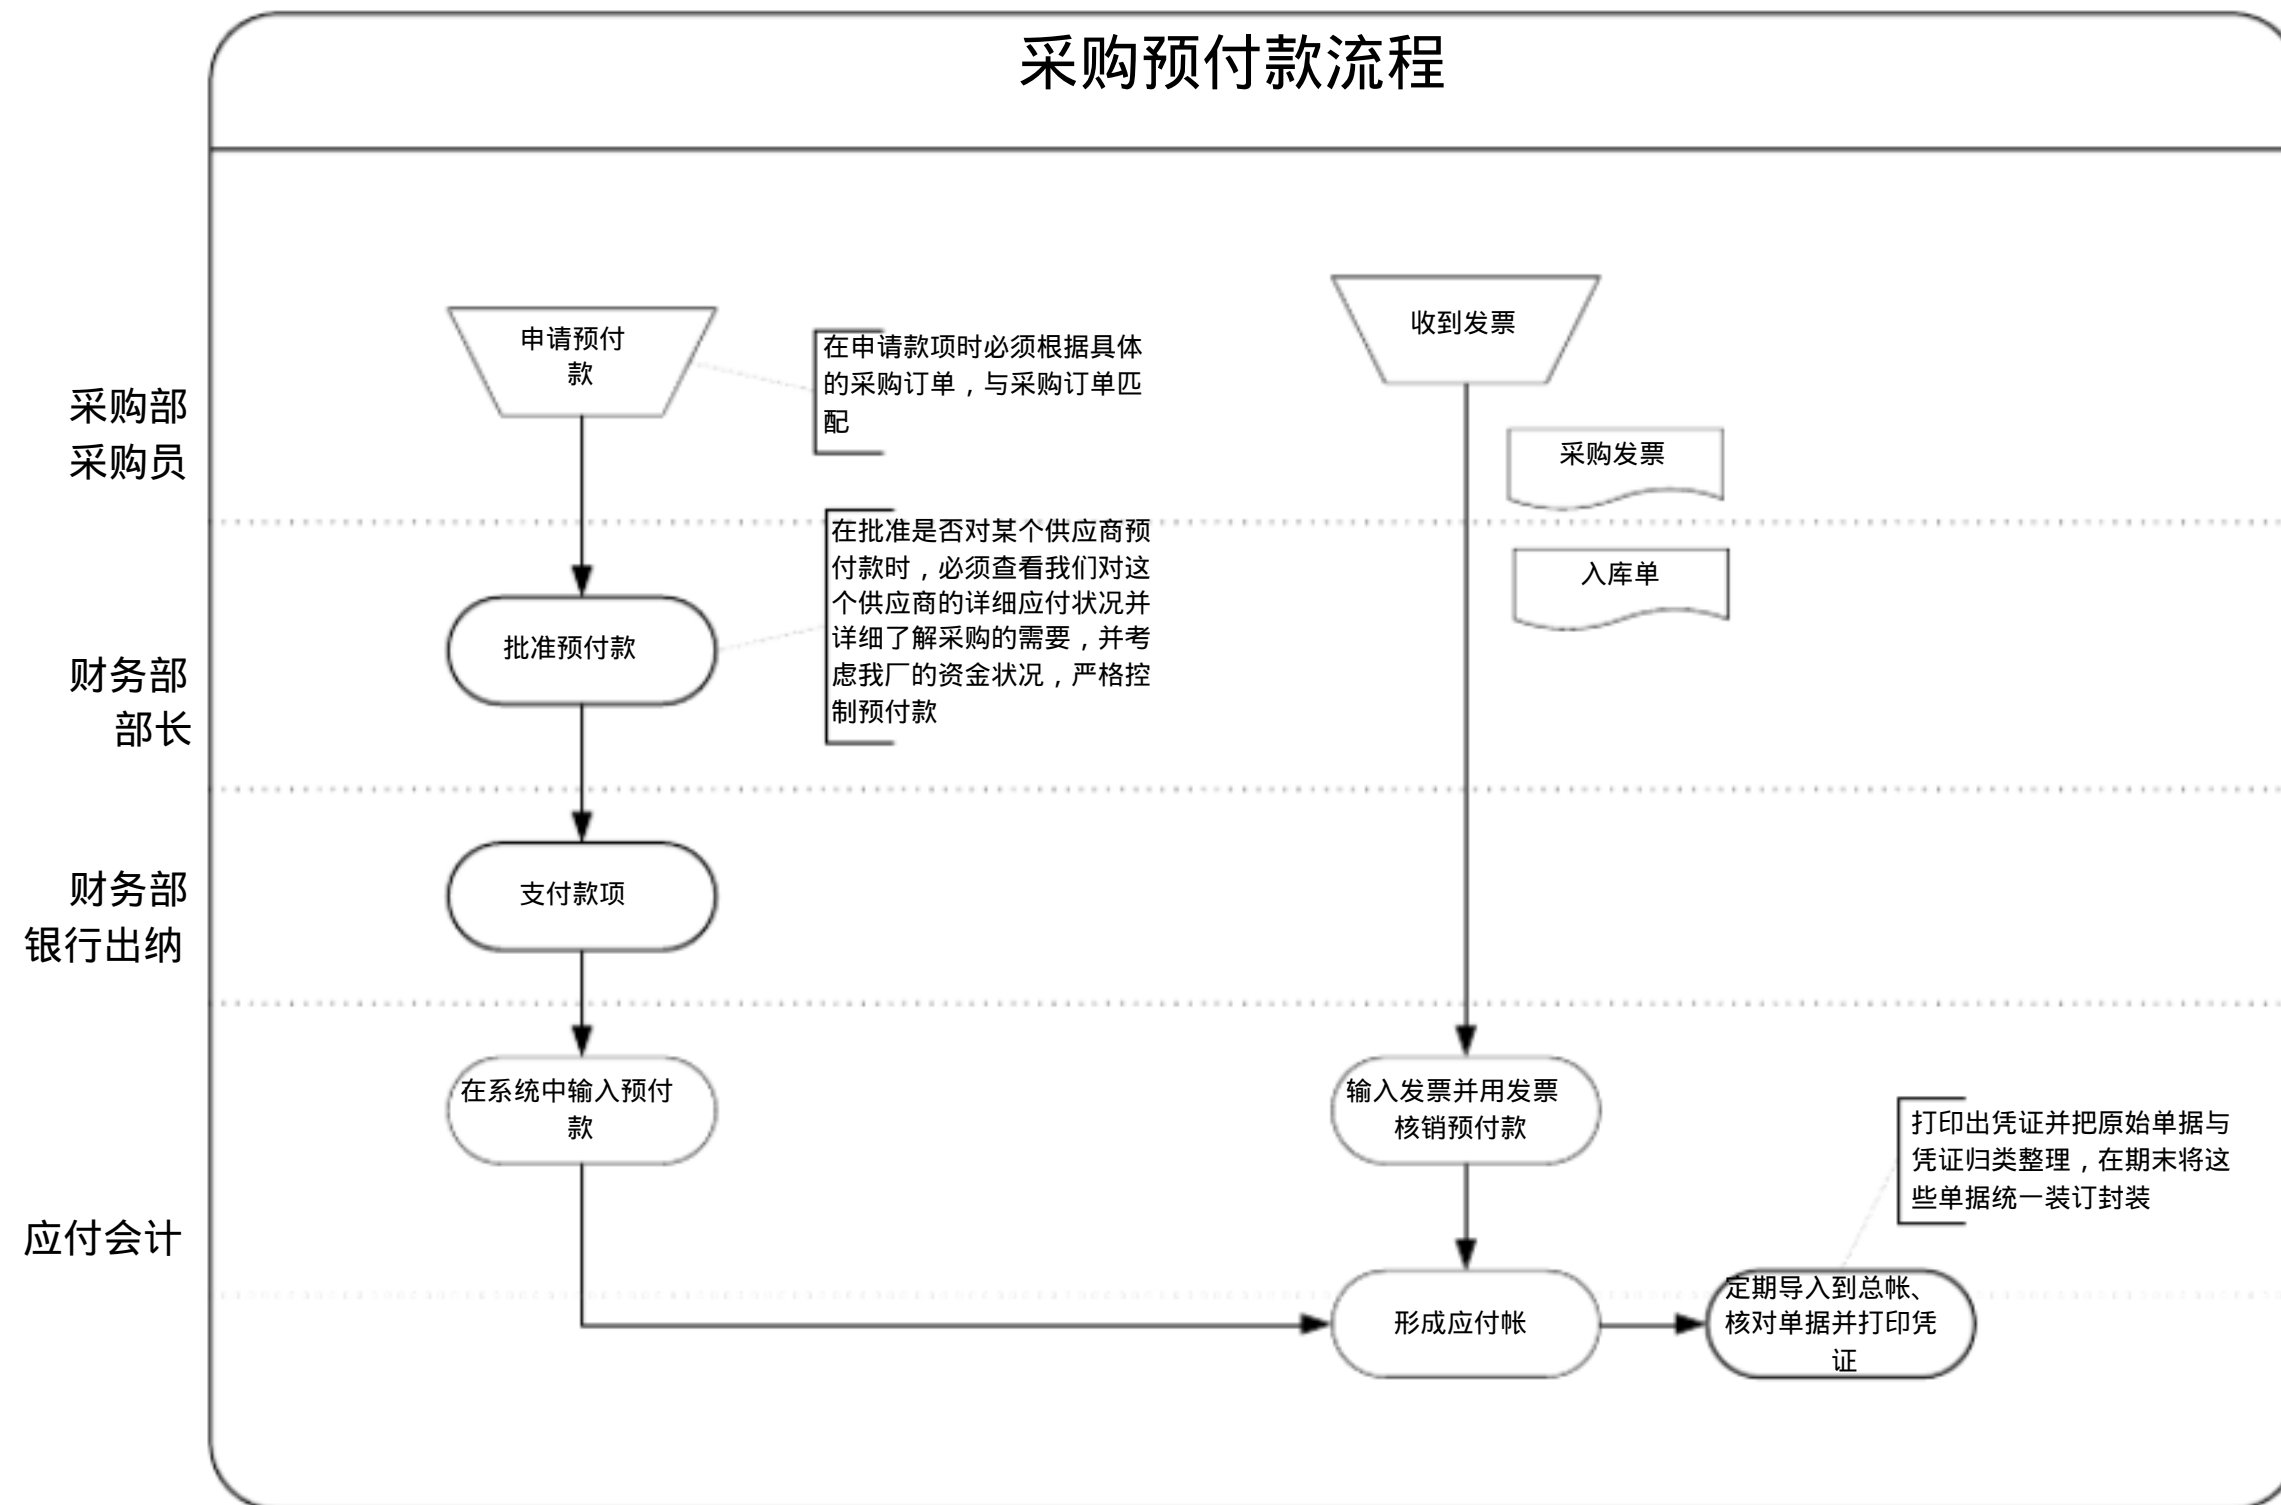 采购预付款流程
采购部
采购员
申请预付
款
在申请款项时必须根据具体
的采购订单，与采购订单匹
配
收到发票
采购发票
入库单
财务部
部长
批准预付款
在批准是否对某个供应商预
付款时，必须查看我们对这
个供应商的详细应付状况并
详细了解采购的需要，并考
虑我厂的资金状况，严格控
制预付款
财务部
银行出纳
支付款项
应付会计
在系统中输入预付
款
输入发票并用发票
核销预付款
打印出凭证并把原始单据与
凭证归类整理，在期末将这
些单据统一装订封装
形成应付帐
定期导入到总帐、
核对单据并打印凭
证